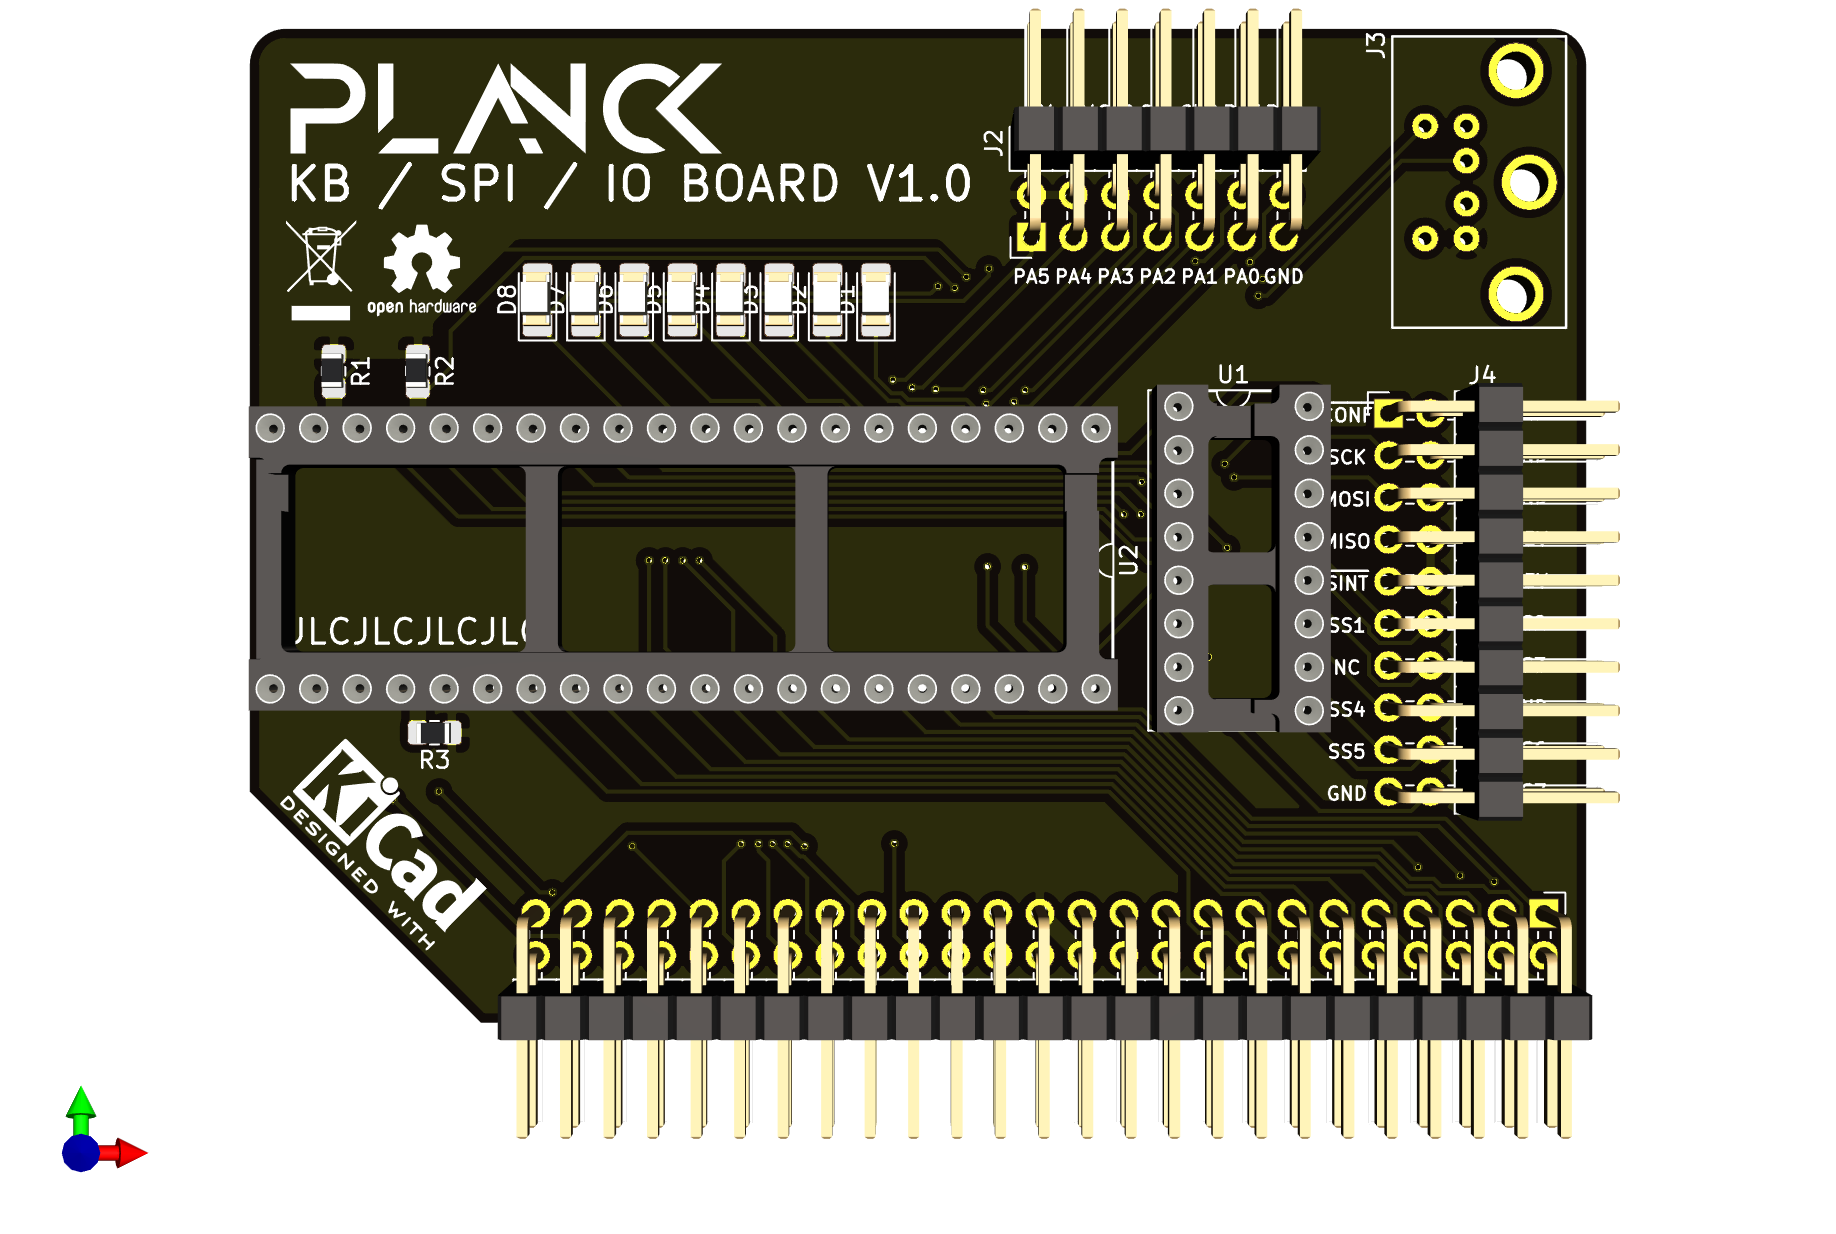 PLANCK
KB / SPI / IO BOARD V1.0
open hardware
J2
J3
PA5 PA4 PA3 PA2 PA1 PA0 GND
D8
D7
D6
D5
D4
D3
D2
D1
R1
R2
U1
J4
CONF
SCK
MOSI
MISO
SINT
SS1
NC
SS4
SS5
GND
U2
JLCJLCJLCJLC
R3
KiCad
DESIGNED WITH